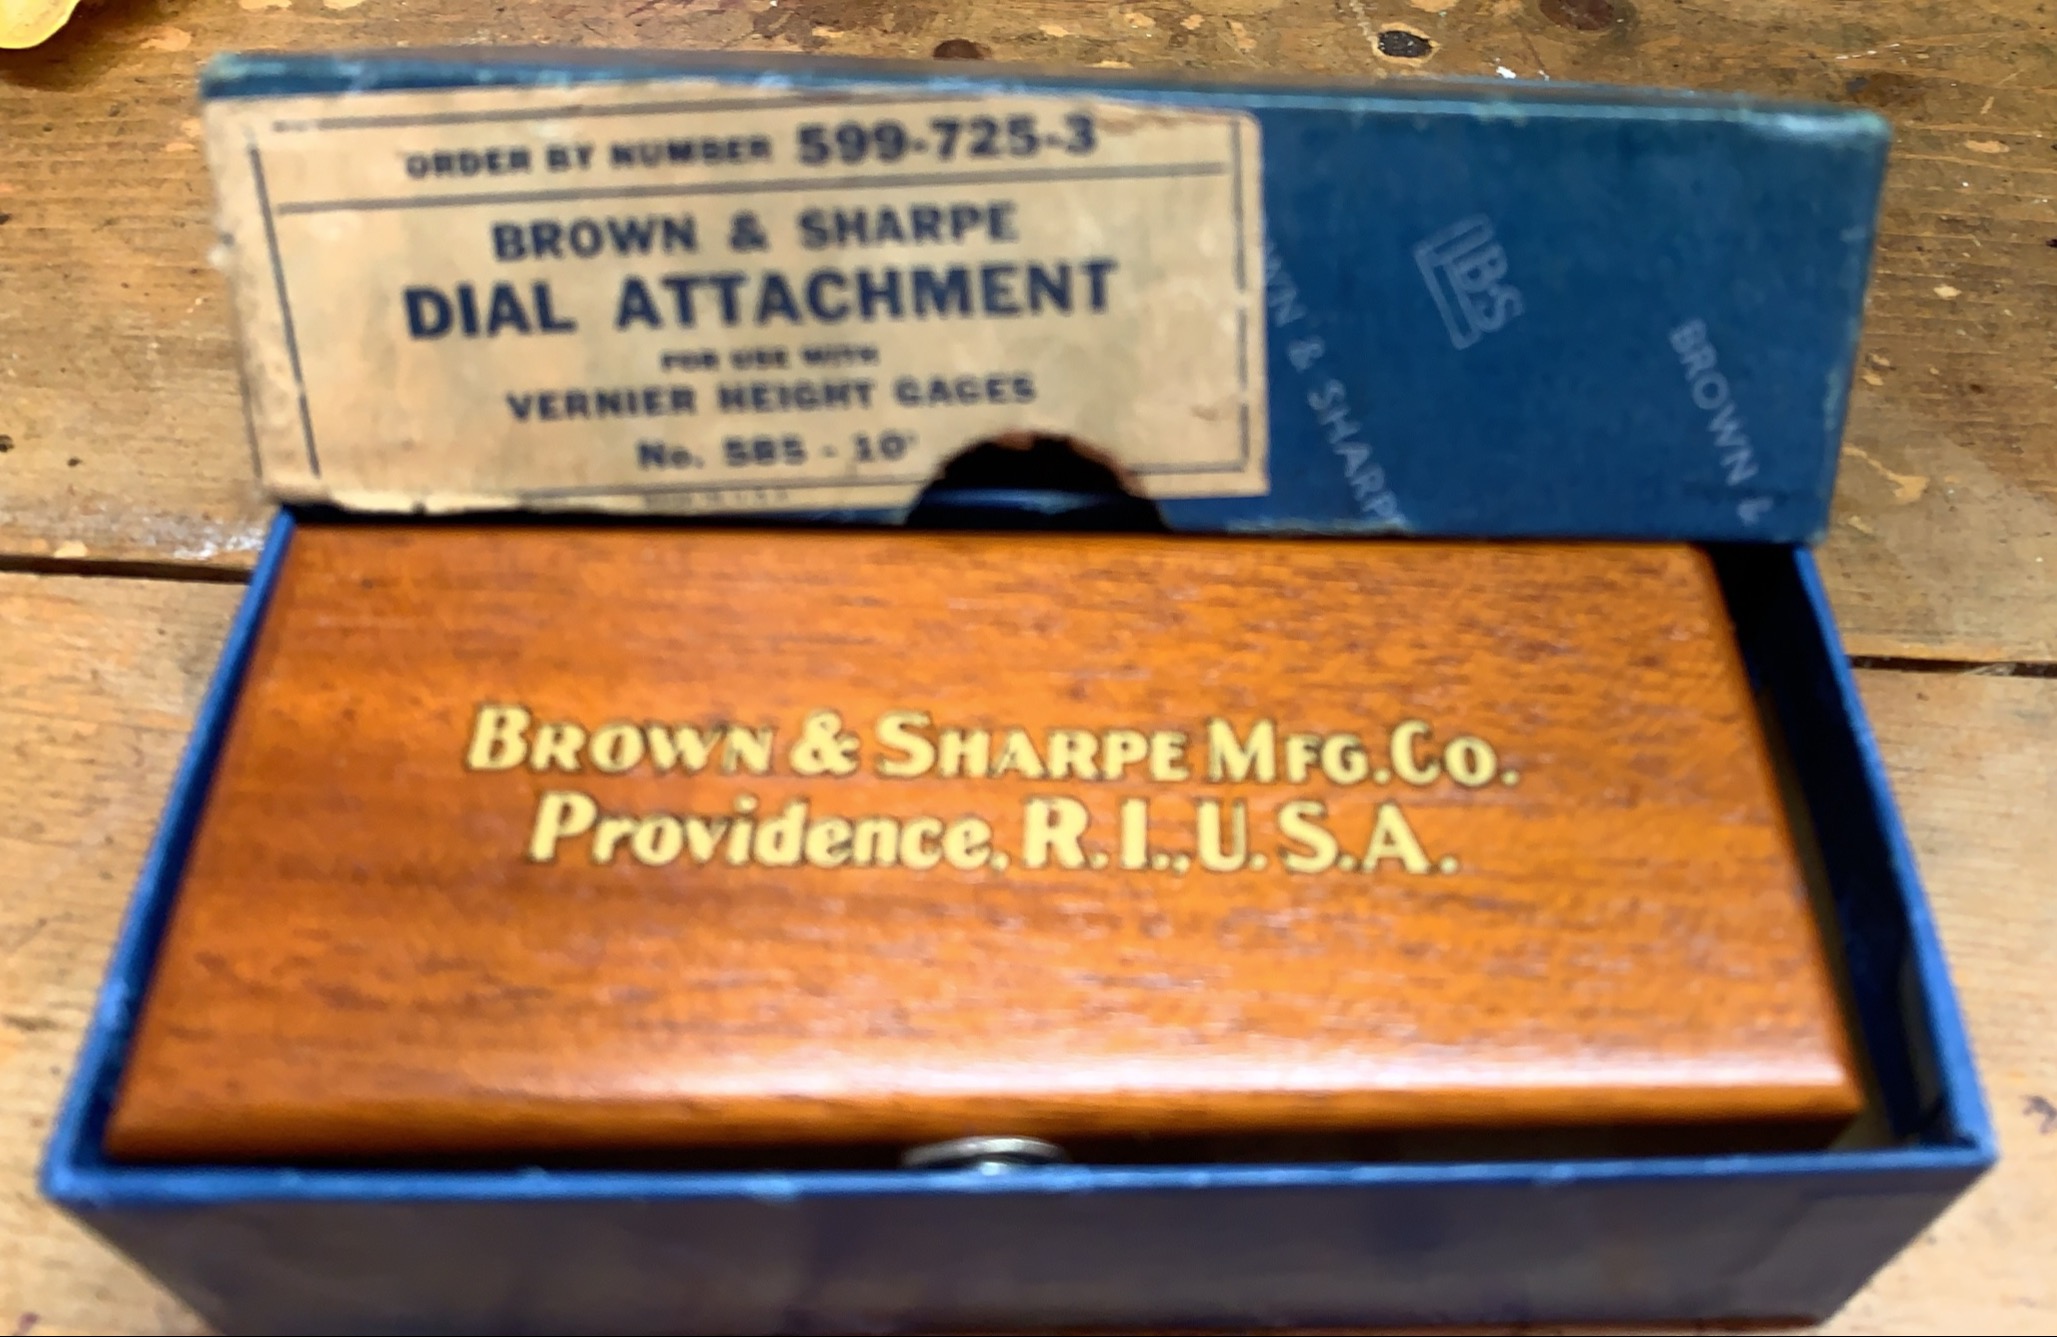 ORDER BY NUMBER 599-725-3
BROWN & SHARPE
DIAL ATTACHMENT
FOR USE WITH
VERNIER HEIGHT GAGES
No. 585 - 10"
WN & SHARPE
BS
BROWN &
BROWN & SHARPE MFG. CO.
Providence, R. I., U. S. A.